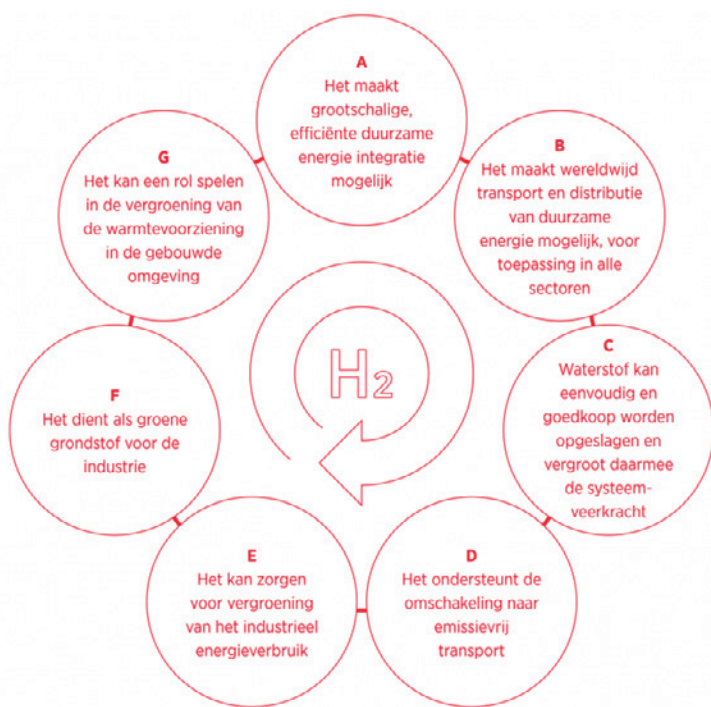 A
Het maakt
grootschalige,
efficiënte duurzame
energie integratie
mogelijk
B
Het maakt wereldwijd
transport en distributie
van duurzame
energie mogelijk, voor
toepassing in alle
sectoren
C
Waterstof kan
eenvoudig en
goedkoop worden
opgeslagen en
vergroot daarmee
de systeem-
veerkracht
D
Het ondersteunt de
omschakeling naar
emissievrij
transport
E
Het kan zorgen
voor vergroening
van het industrieel
energieverbruik
F
Het dient als groene
grondstof voor de
industrie
G
Het kan een rol spelen
in de vergroening van
de warmtevoorziening
in de gebouwde
omgeving
H2